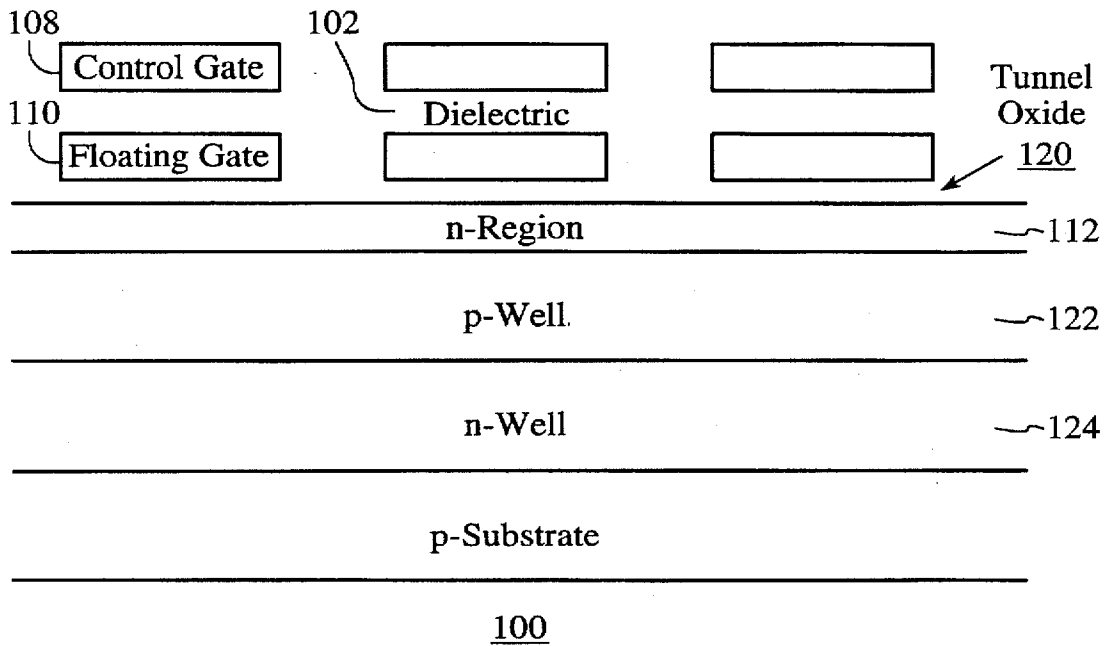 108
Control Gate
102
Dielectric
Tunnel
Oxide
120
110
Floating Gate
n-Region
112
p-Well
122
n-Well
124
p-Substrate
100